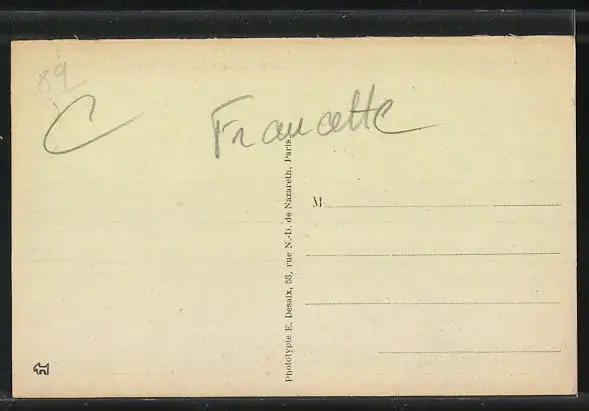 89
C Francette
M
Phototypie E. Desaix, 53, rue N.-D. de Nazareth, Paris